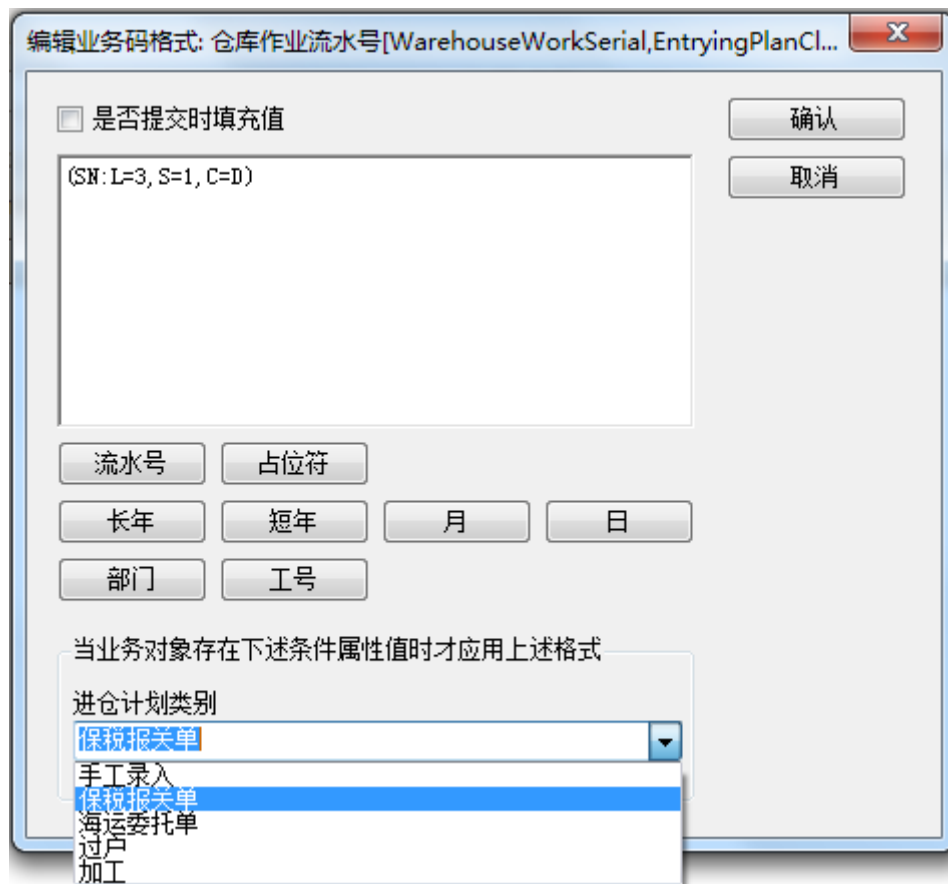 编辑业务码格式: 仓库作业流水号[WarehouseWorkSerial,EntryingPlanCl...
是否提交时填充值
确认
(SN:L=3,S=1,C=D)
取消
流水号 占位符
长年 短年 月 日
部门 工号
当业务对象存在下述条件属性值时才应用上述格式
进仓计划类别
保税报关单
手工录入
保税报关单
海运委托单
过户
加工